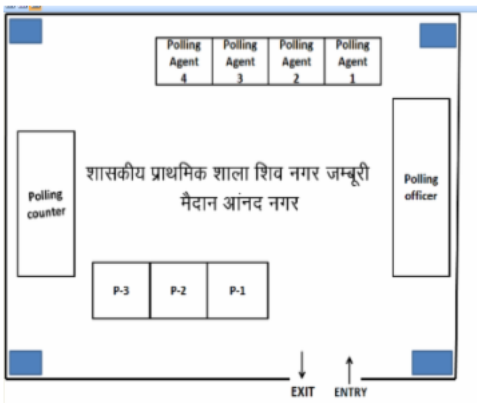 Polling Agent 4
Polling Agent 3
Polling Agent 2
Polling Agent 1
शासकीय प्राथमिक शाला शिव नगर जम्बूरी
मैदान आंनद नगर
Polling counter
Polling officer
P-3
P-2
P-1
EXIT
ENTRY